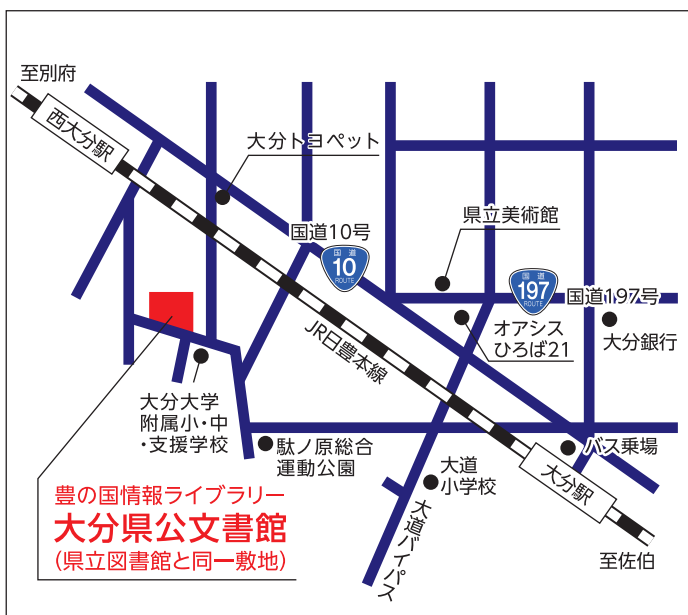 至別府
西大分駅
大分トヨペット
国道10号
国道
10
ROUTE
県立美術館
国道
197
ROUTE
国道197号
オアシス
ひろば21
大分銀行
JR日豊本線
大分大学
附属小・中
・支援学校
駄ノ原総合
運動公園
バス乗場
大道
小学校
大分駅
大道バイパス
至佐伯
豊の国情報ライブラリー
大分県公文書館
(県立図書館と同一敷地)